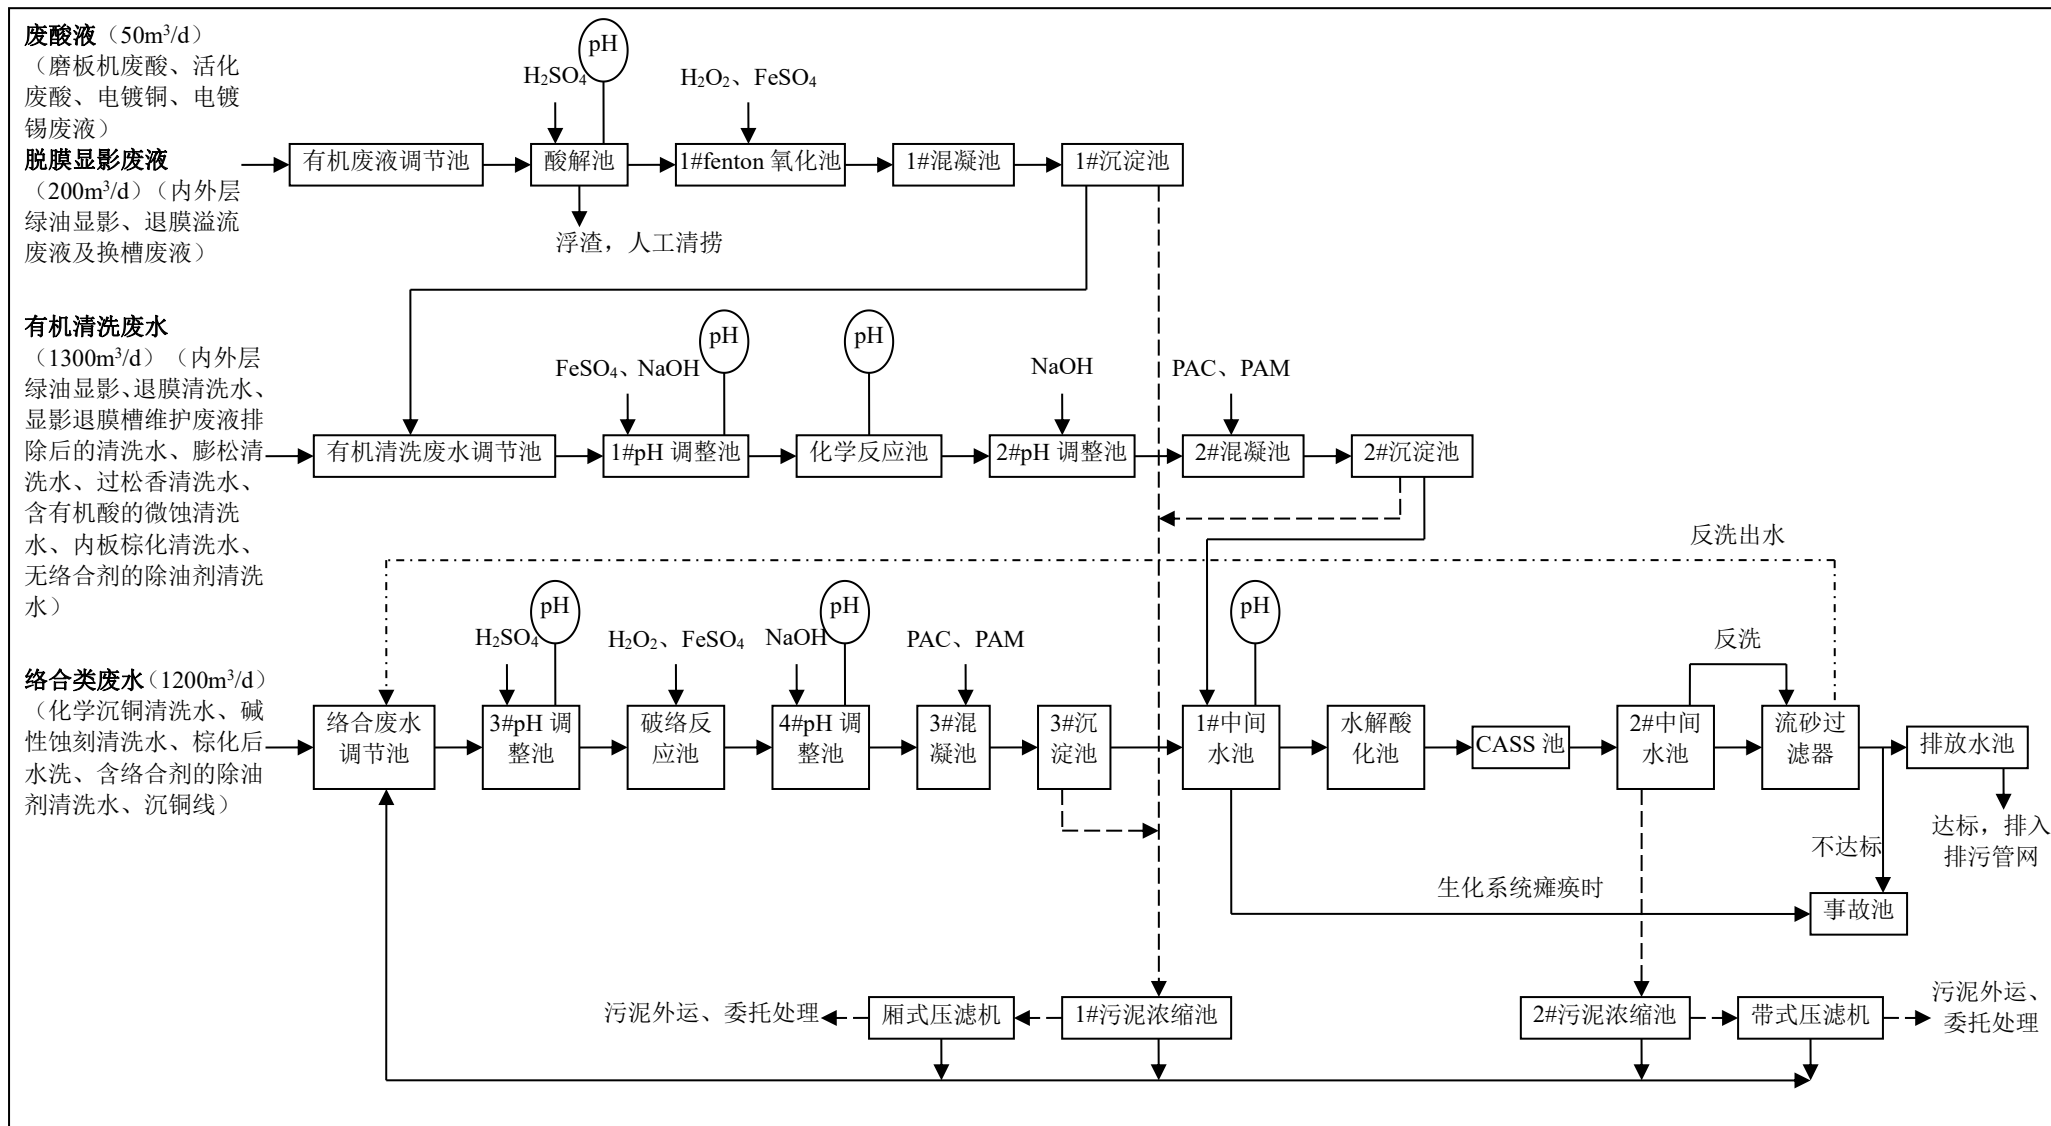 废酸液（50m³/d）
（磨板机废酸、活化
废酸、电镀铜、电镀
锡废液）
脱膜显影废液
（200m³/d）（内外层
绿油显影、退膜溢流
废液及换槽废液）
pH
H₂SO₄
H₂O₂、FeSO₄
有机废液调节池
酸解池
1#fenton 氧化池
1#混凝池
1#沉淀池
浮渣，人工清捞
有机清洗废水
（1300m³/d）（内外层
绿油显影、退膜清洗水、
显影退膜槽维护废液排
除后的清洗水、膨松清
洗水、过松香清洗水、
含有机酸的微蚀清洗
水、内板棕化清洗水、
无络合剂的除油剂清洗
水）
pH
pH
FeSO₄、NaOH
NaOH
PAC、PAM
有机清洗废水调节池
1#pH 调整池
化学反应池
2#pH 调整池
2#混凝池
2#沉淀池
反洗出水
络合类废水（1200m³/d）
（化学沉铜清洗水、碱
性蚀刻清洗水、棕化后
水洗、含络合剂的除油
剂清洗水、沉铜线）
pH
pH
pH
H₂SO₄
H₂O₂、FeSO₄
NaOH
PAC、PAM
反洗
络合废水
调节池
3#pH 调
整池
破络反
应池
4#pH 调
整池
3#混
凝池
3#沉
淀池
1#中间
水池
水解酸
化池
CASS 池
2#中间
水池
流砂过
滤器
排放水池
达标，排入
排污管网
不达标
生化系统瘫痪时
事故池
污泥外运、委托处理
厢式压滤机
1#污泥浓缩池
2#污泥浓缩池
带式压滤机
污泥外运、
委托处理